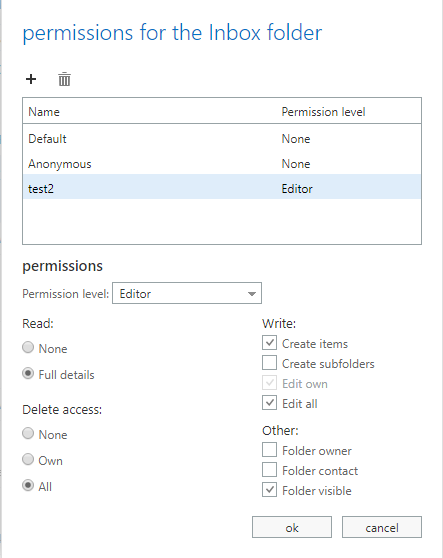 permissions for the Inbox folder
Name Permission level
Default None
Anonymous None
test2 Editor
permissions
Permission level: Editor
Read:
None
Full details
Delete access:
None
Own
All
Write:
Create items
Create subfolders
Edit own
Edit all
Other:
Folder owner
Folder contact
Folder visible
ok cancel